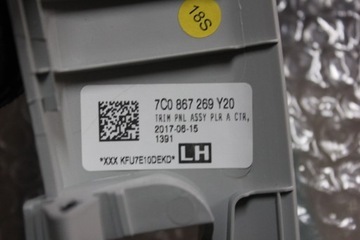 18S
7C0 867 269 Y20
TRIM PNL ASSY PLR A CTR,
2017-06-15
1391
*XXX KFU7E10DEKD*
LH